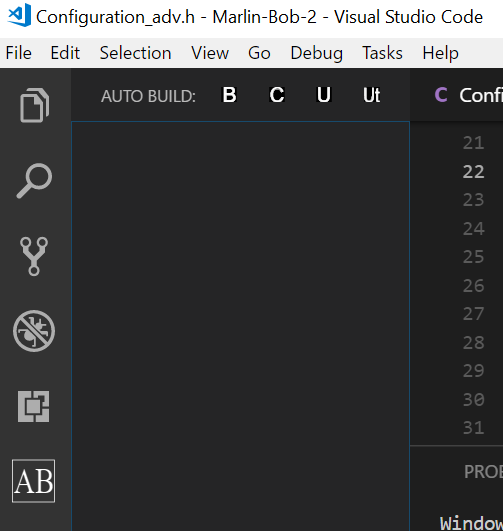 Configuration_adv.h - Marlin-Bob-2 - Visual Studio Code
File Edit Selection View Go Debug Tasks Help
AUTO BUILD: B C U Ut
C Confi
21
22
23
24
25
26
27
28
29
30
31
AB
PROB
Window